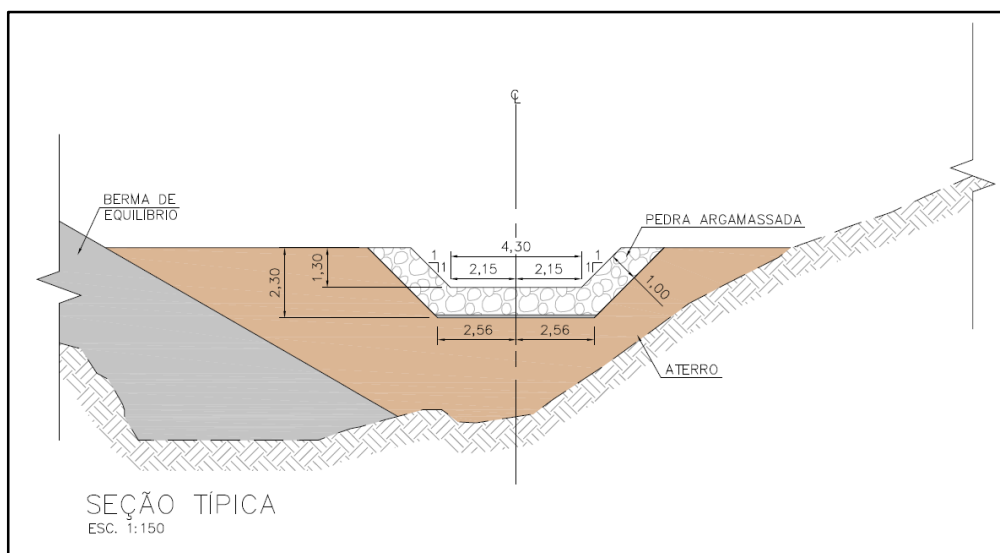 ℄
BERMA DE
EQUILÍBRIO
PEDRA ARGAMASSADA
4,30
1
1
1
1
2,15
2,15
1,30
2,30
1,00
2,56
2,56
ATERRO
SEÇÃO TÍPICA
ESC. 1:150